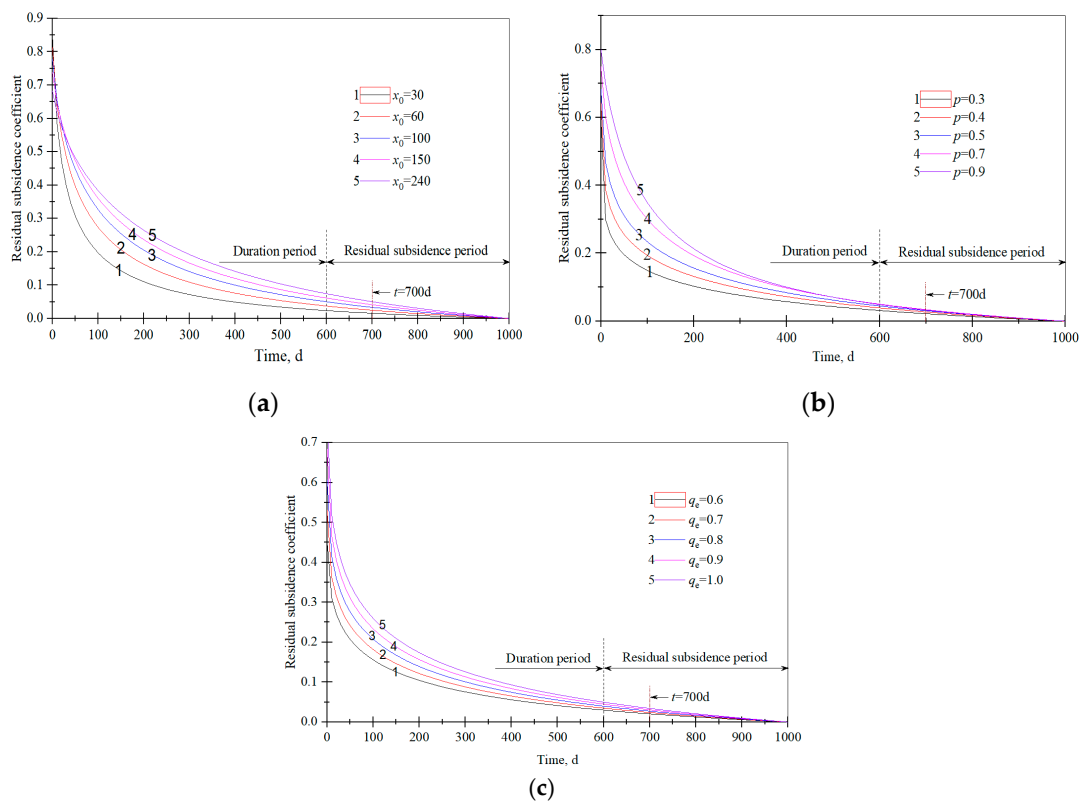 0.9
0.8
0.7
0.6
0.5
0.4
0.3
0.2
0.1
0.0
Residual subsidence coefficient
1 x₀=30
2 x₀=60
3 x₀=100
4 x₀=150
5 x₀=240
1
2
3
4
5
Duration period
Residual subsidence period
t=700d
0 100 200 300 400 500 600 700 800 900 1000
Time, d
(a)
0.8
0.6
0.4
0.2
0.0
Residual subsidence coefficient
1 p=0.3
2 p=0.4
3 p=0.5
4 p=0.7
5 p=0.9
5
4
3
2
1
Duration period
Residual subsidence period
t=700d
0 200 400 600 800 1000
Time, d
(b)
0.7
0.6
0.5
0.4
0.3
0.2
0.1
0.0
Residual subsidence coefficient
1 qₑ=0.6
2 qₑ=0.7
3 qₑ=0.8
4 qₑ=0.9
5 qₑ=1.0
5
3
4
2
1
Duration period
Residual subsidence period
t=700d
0 100 200 300 400 500 600 700 800 900 1000
Time, d
(c)